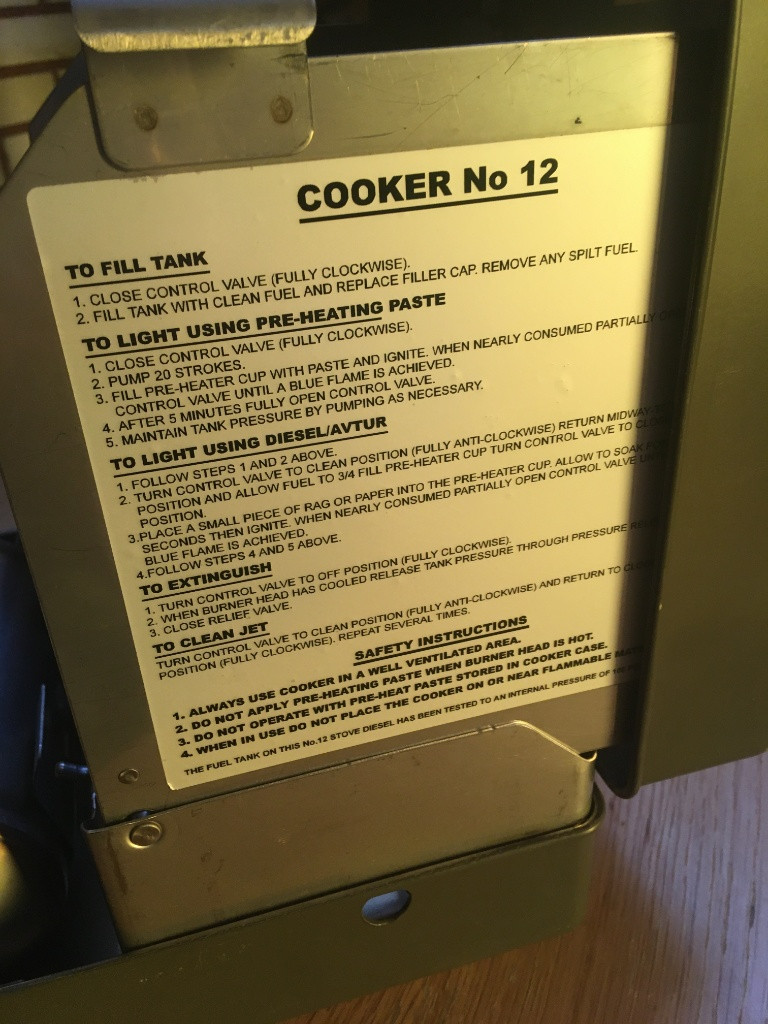 COOKER No 12
TO FILL TANK
1. CLOSE CONTROL VALVE (FULLY CLOCKWISE).
2. FILL TANK WITH CLEAN FUEL AND REPLACE FILLER CAP. REMOVE ANY SPILT FUEL.
TO LIGHT USING PRE-HEATING PASTE
1. CLOSE CONTROL VALVE (FULLY CLOCKWISE).
2. PUMP 20 STROKES.
3. FILL PRE-HEATER CUP WITH PASTE AND IGNITE. WHEN NEARLY CONSUMED PARTIALLY
CONTROL VALVE UNTIL A BLUE FLAME IS ACHIEVED.
4. AFTER 5 MINUTES FULLY OPEN CONTROL VALVE.
5. MAINTAIN TANK PRESSURE BY PUMPING AS NECESSARY.
TO LIGHT USING DIESEL/AVTUR
1. FOLLOW STEPS 1 AND 2 ABOVE.
2. TURN CONTROL VALVE TO CLEAN POSITION (FULLY ANTI-CLOCKWISE) RETURN MIDWAY
POSITION AND ALLOW FUEL TO 3/4 FILL PRE-HEATER CUP TURN CONTROL VALVE TO
POSITION.
3.PLACE A SMALL PIECE OF RAG OR PAPER INTO THE PRE-HEATER CUP. ALLOW TO SOAK
SECONDS THEN IGNITE. WHEN NEARLY CONSUMED PARTIALLY OPEN CONTROL VALVE
BLUE FLAME IS ACHIEVED.
4.FOLLOW STEPS 4 AND 5 ABOVE.
TO EXTINGUISH
1. TURN CONTROL VALVE TO OFF POSITION (FULLY CLOCKWISE).
2. WHEN BURNER HEAD HAS COOLED RELEASE TANK PRESSURE THROUGH PRESSURE
3. CLOSE RELIEF VALVE.
TO CLEAN JET
TURN CONTROL VALVE TO CLEAN POSITION (FULLY ANTI-CLOCKWISE) AND RETURN TO
POSITION (FULLY CLOCKWISE). REPEAT SEVERAL TIMES.
SAFETY INSTRUCTIONS
1. ALWAYS USE COOKER IN A WELL VENTILATED AREA.
2. DO NOT APPLY PRE-HEATING PASTE WHEN BURNER HEAD IS HOT.
3. DO NOT OPERATE WITH PRE-HEAT PASTE STORED IN COOKER CASE.
4. WHEN IN USE DO NOT PLACE THE COOKER ON OR NEAR FLAMMABLE
THE FUEL TANK ON THIS No.12 STOVE DIESEL HAS BEEN TESTED TO AN INTERNAL PRESSURE OF